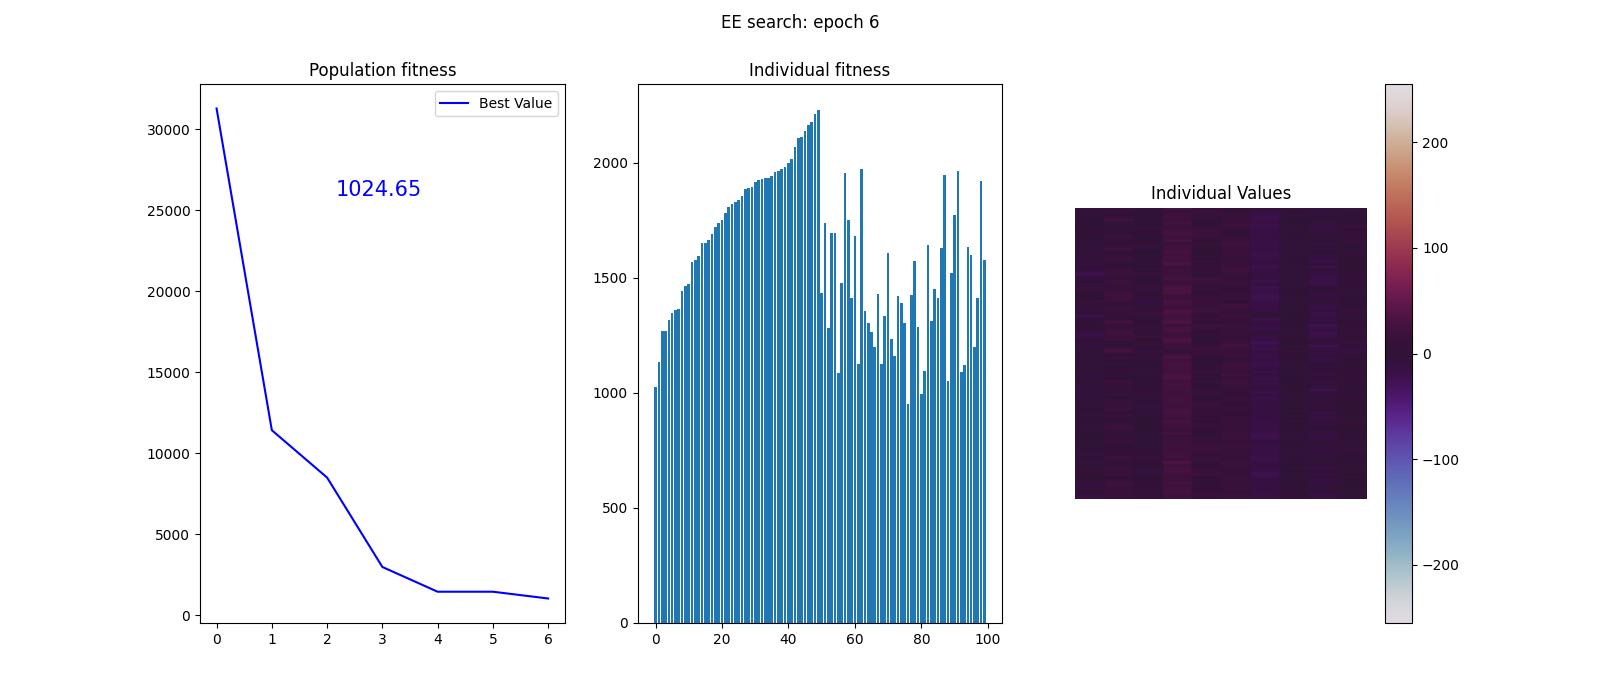 EE search: epoch 6
Population fitness
Best Value
1024.65
30000
25000
20000
15000
10000
5000
0
0 1 2 3 4 5 6
Individual fitness
2000
1500
1000
500
0
0 20 40 60 80 100
Individual Values
200
100
0
−100
−200